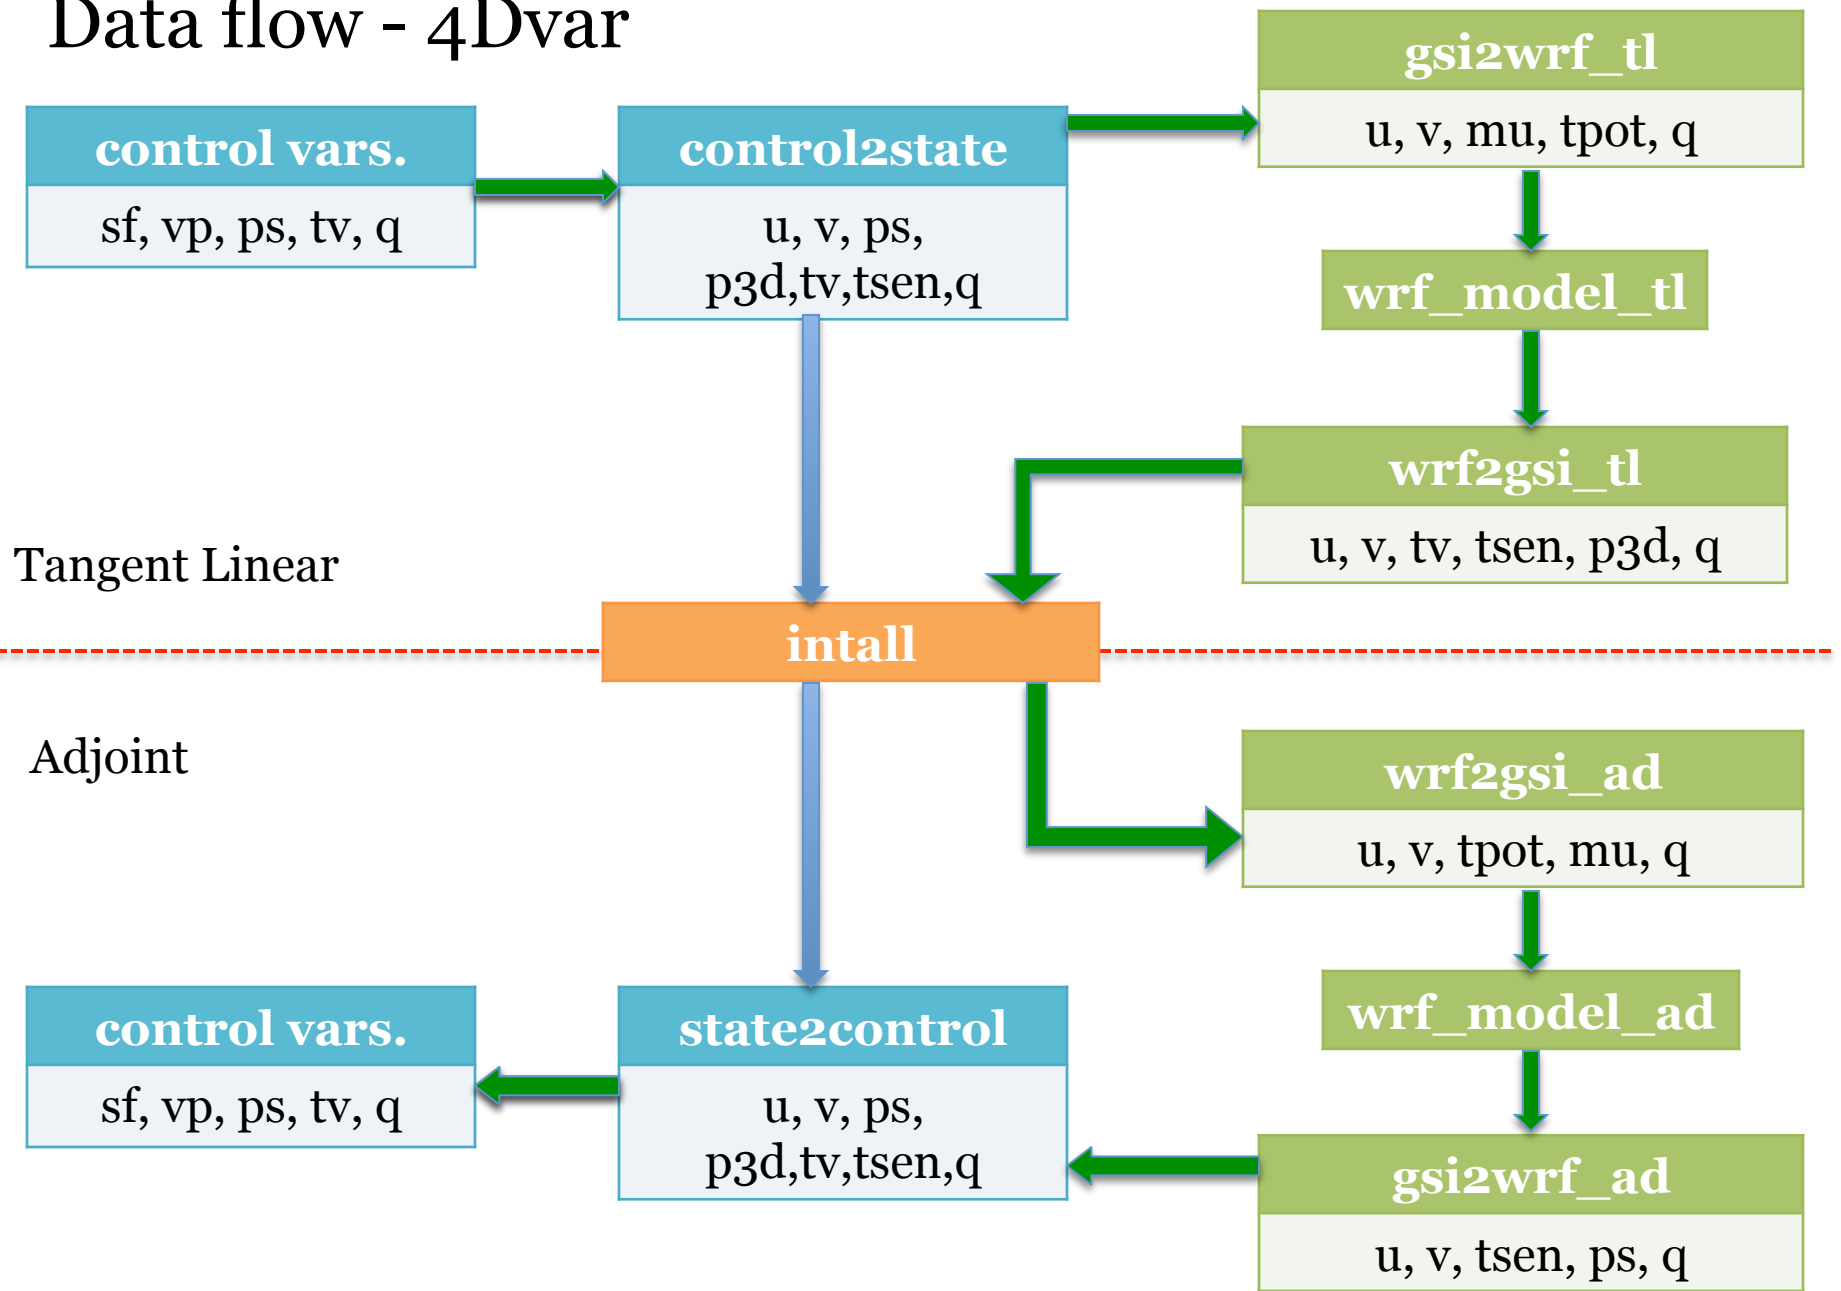 Data flow - 4Dvar
gsi2wrf_tl
u, v, mu, tpot, q
control vars.
sf, vp, ps, tv, q
control2state
u, v, ps,
p3d,tv,tsen,q
wrf_model_tl
wrf2gsi_tl
u, v, tv, tsen, p3d, q
Tangent Linear
intall
Adjoint
wrf2gsi_ad
u, v, tpot, mu, q
wrf_model_ad
control vars.
sf, vp, ps, tv, q
state2control
u, v, ps,
p3d,tv,tsen,q
gsi2wrf_ad
u, v, tsen, ps, q